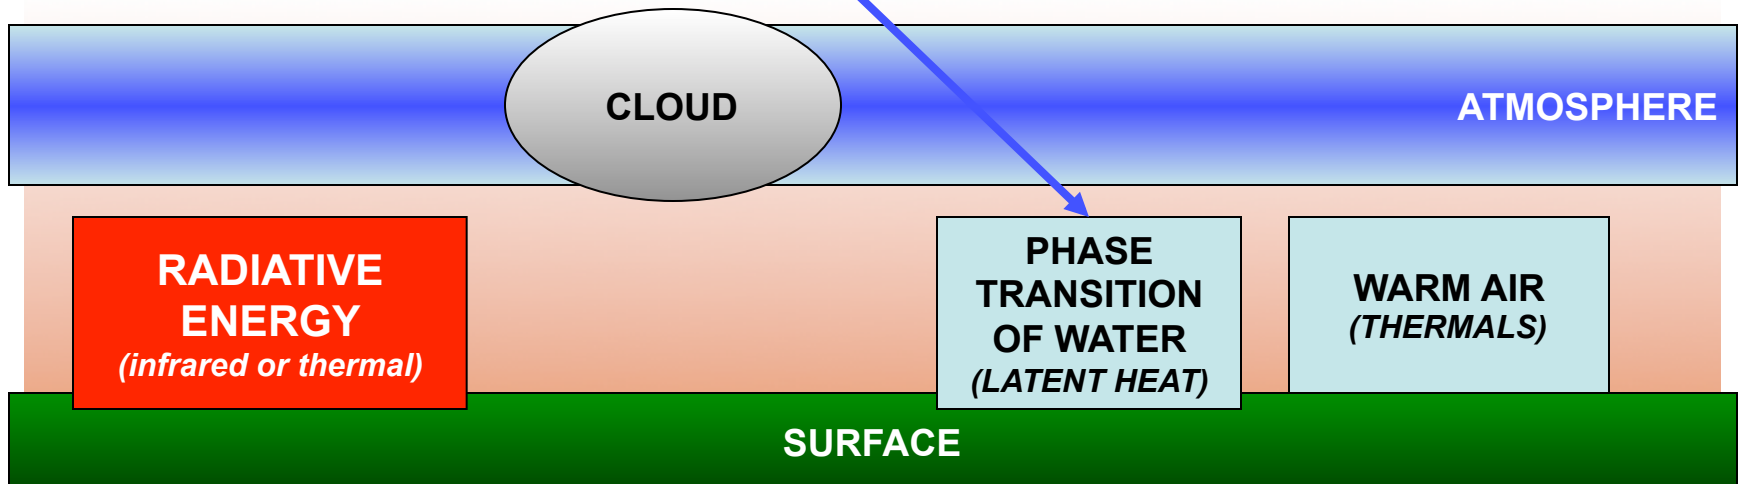 CLOUD
ATMOSPHERE
RADIATIVE
ENERGY
(infrared or thermal)
PHASE
TRANSITION
OF WATER
(LATENT HEAT)
WARM AIR
(THERMALS)
SURFACE